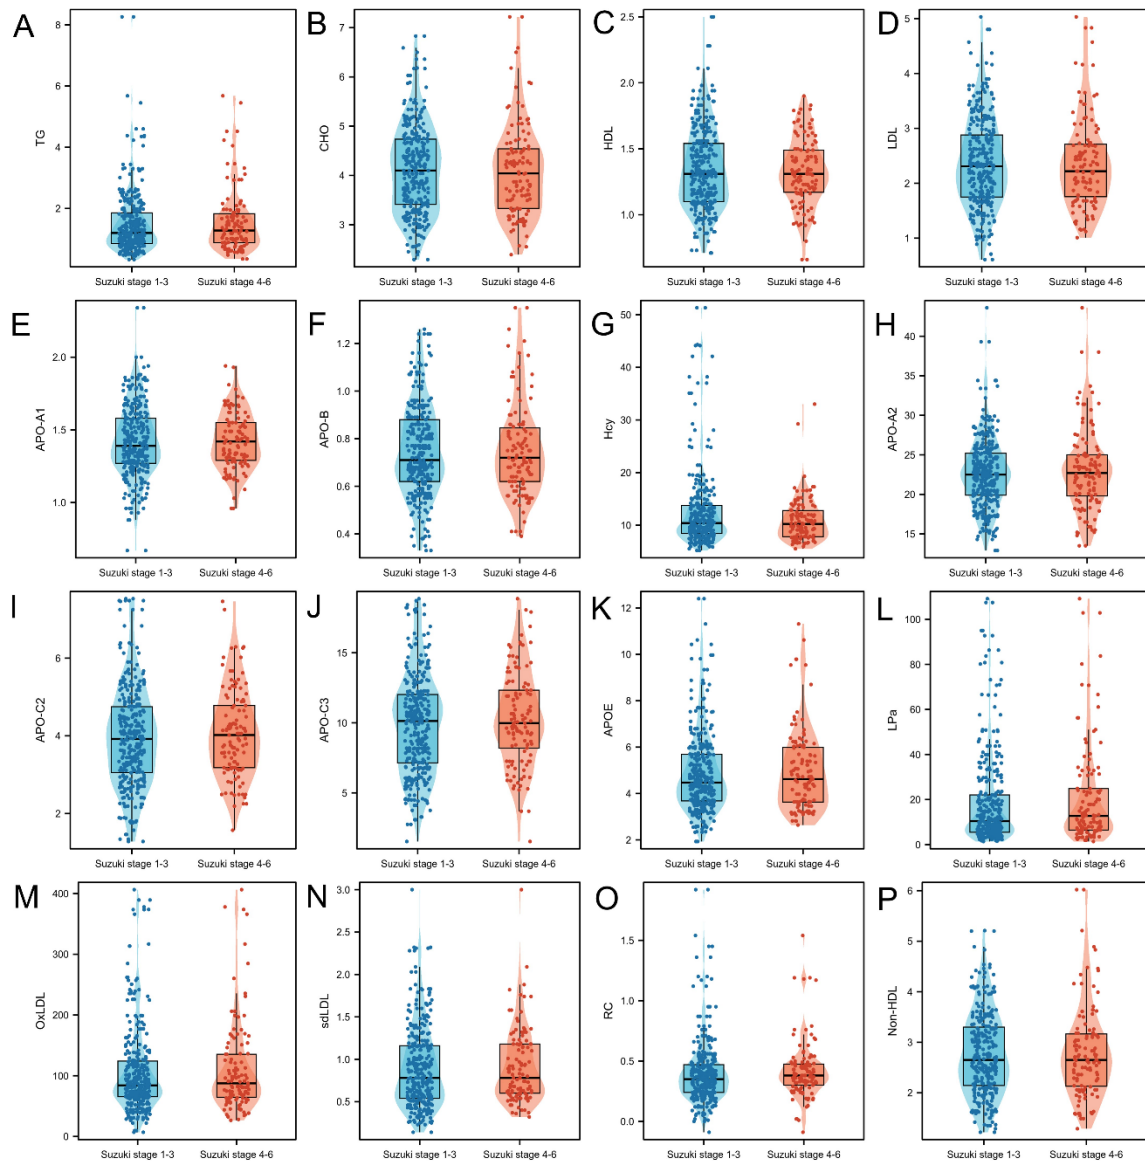 A
TG
8
6
4
2
Suzuki stage 1-3
Suzuki stage 4-6
B
CHO
7
6
5
4
3
Suzuki stage 1-3
Suzuki stage 4-6
C
HDL
2.5
2.0
1.5
1.0
Suzuki stage 1-3
Suzuki stage 4-6
D
LDL
5
4
3
2
1
Suzuki stage 1-3
Suzuki stage 4-6
E
APO-A1
2.0
1.5
1.0
Suzuki stage 1-3
Suzuki stage 4-6
F
APO-B
1.2
1.0
0.8
0.6
0.4
Suzuki stage 1-3
Suzuki stage 4-6
G
Hcy
50
40
30
20
10
Suzuki stage 1-3
Suzuki stage 4-6
H
APO-A2
40
35
30
25
20
15
Suzuki stage 1-3
Suzuki stage 4-6
I
APO-C2
6
4
2
Suzuki stage 1-3
Suzuki stage 4-6
J
APO-C3
15
10
5
Suzuki stage 1-3
Suzuki stage 4-6
K
APOE
12
10
8
6
4
2
Suzuki stage 1-3
Suzuki stage 4-6
L
LPa
100
80
60
40
20
0
Suzuki stage 1-3
Suzuki stage 4-6
M
OxLDL
400
300
200
100
0
Suzuki stage 1-3
Suzuki stage 4-6
N
sdLDL
3.0
2.5
2.0
1.5
1.0
0.5
Suzuki stage 1-3
Suzuki stage 4-6
O
RC
1.5
1.0
0.5
0.0
Suzuki stage 1-3
Suzuki stage 4-6
P
Non-HDL
6
5
4
3
2
Suzuki stage 1-3
Suzuki stage 4-6